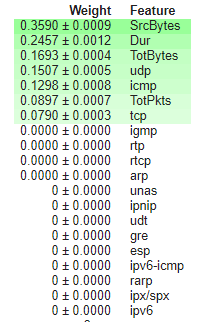 Weight Feature
0.3590 ± 0.0009 SrcBytes
0.2457 ± 0.0012 Dur
0.1693 ± 0.0004 TotBytes
0.1507 ± 0.0005 udp
0.1298 ± 0.0008 icmp
0.0897 ± 0.0007 TotPkts
0.0790 ± 0.0003 tcp
0.0000 ± 0.0000 igmp
0.0000 ± 0.0000 rtp
0.0000 ± 0.0000 rtcp
0.0000 ± 0.0000 arp
0 ± 0.0000 unas
0 ± 0.0000 ipnip
0 ± 0.0000 udt
0 ± 0.0000 gre
0 ± 0.0000 esp
0 ± 0.0000 ipv6-icmp
0 ± 0.0000 rarp
0 ± 0.0000 ipx/spx
0 ± 0.0000 ipv6